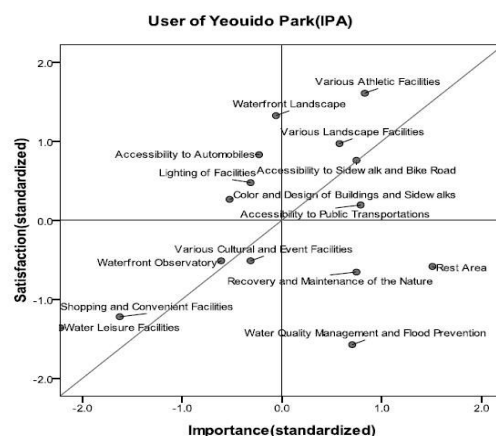 User of Yeouido Park(IPA)
2.0
Various Athletic Facilities
Waterfront Landscape
Various Landscape Facilities
1.0
Accessibility to Automobiles
Accessibility to Sidewalk and Bike Road
Lighting of Facilities
Color and Design of Buildings and Sidewalks
Accessibility to Public Transportations
0.0
Satisfaction(standardized)
Various Cultural and Event Facilities
Waterfront Observatory
Rest Area
Recovery and Maintenance of the Nature
-1.0
Shopping and Convenient Facilities
Water Leisure Facilities
Water Quality Management and Flood Prevention
-2.0
-2.0 -1.0 0.0 1.0 2.0
Importance(standardized)